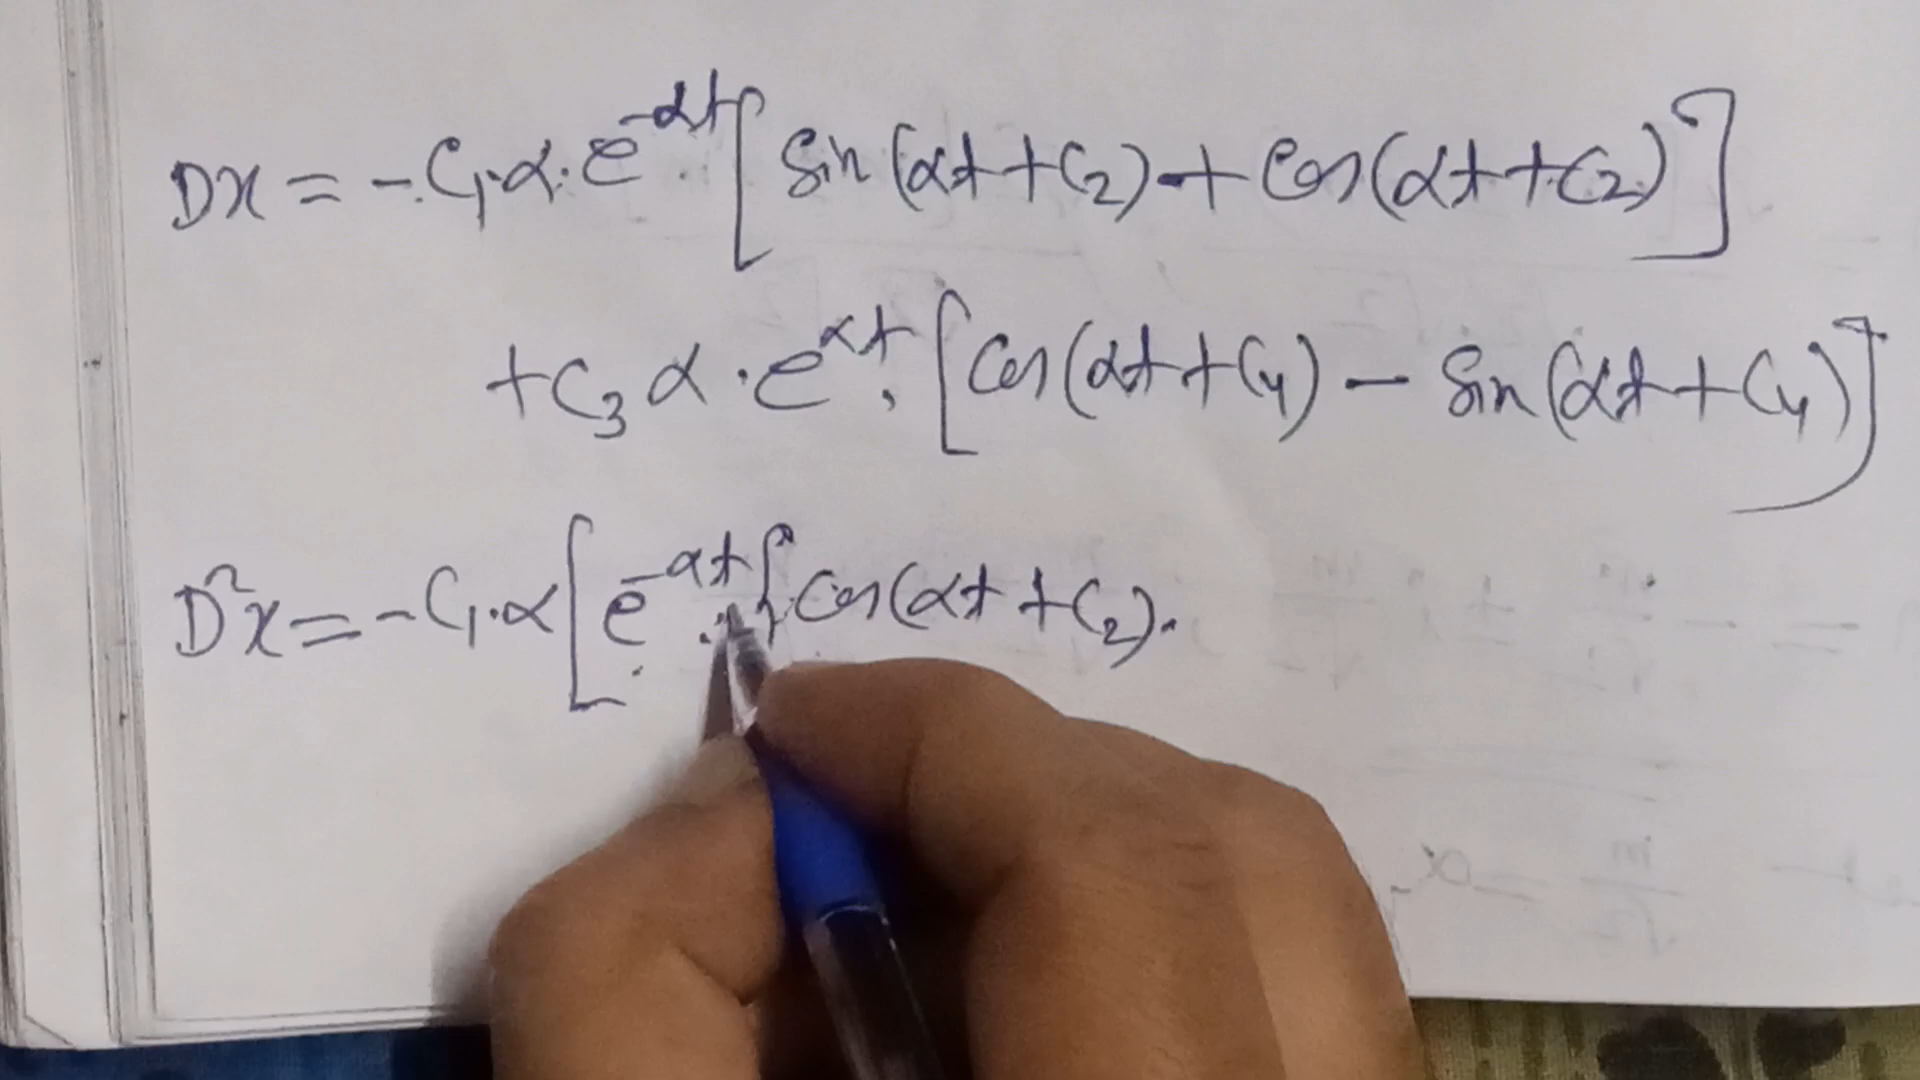 Dx = -C₁.α.e^-αt [Sin(αt+C₂)+Cos(αt+C₂)]
+C₃α.e^αt.[Cos(αt+C₄) - Sin(αt+C₄)]
D²x = -C₁.α[e^-αt.{Cos(αt+C₂).